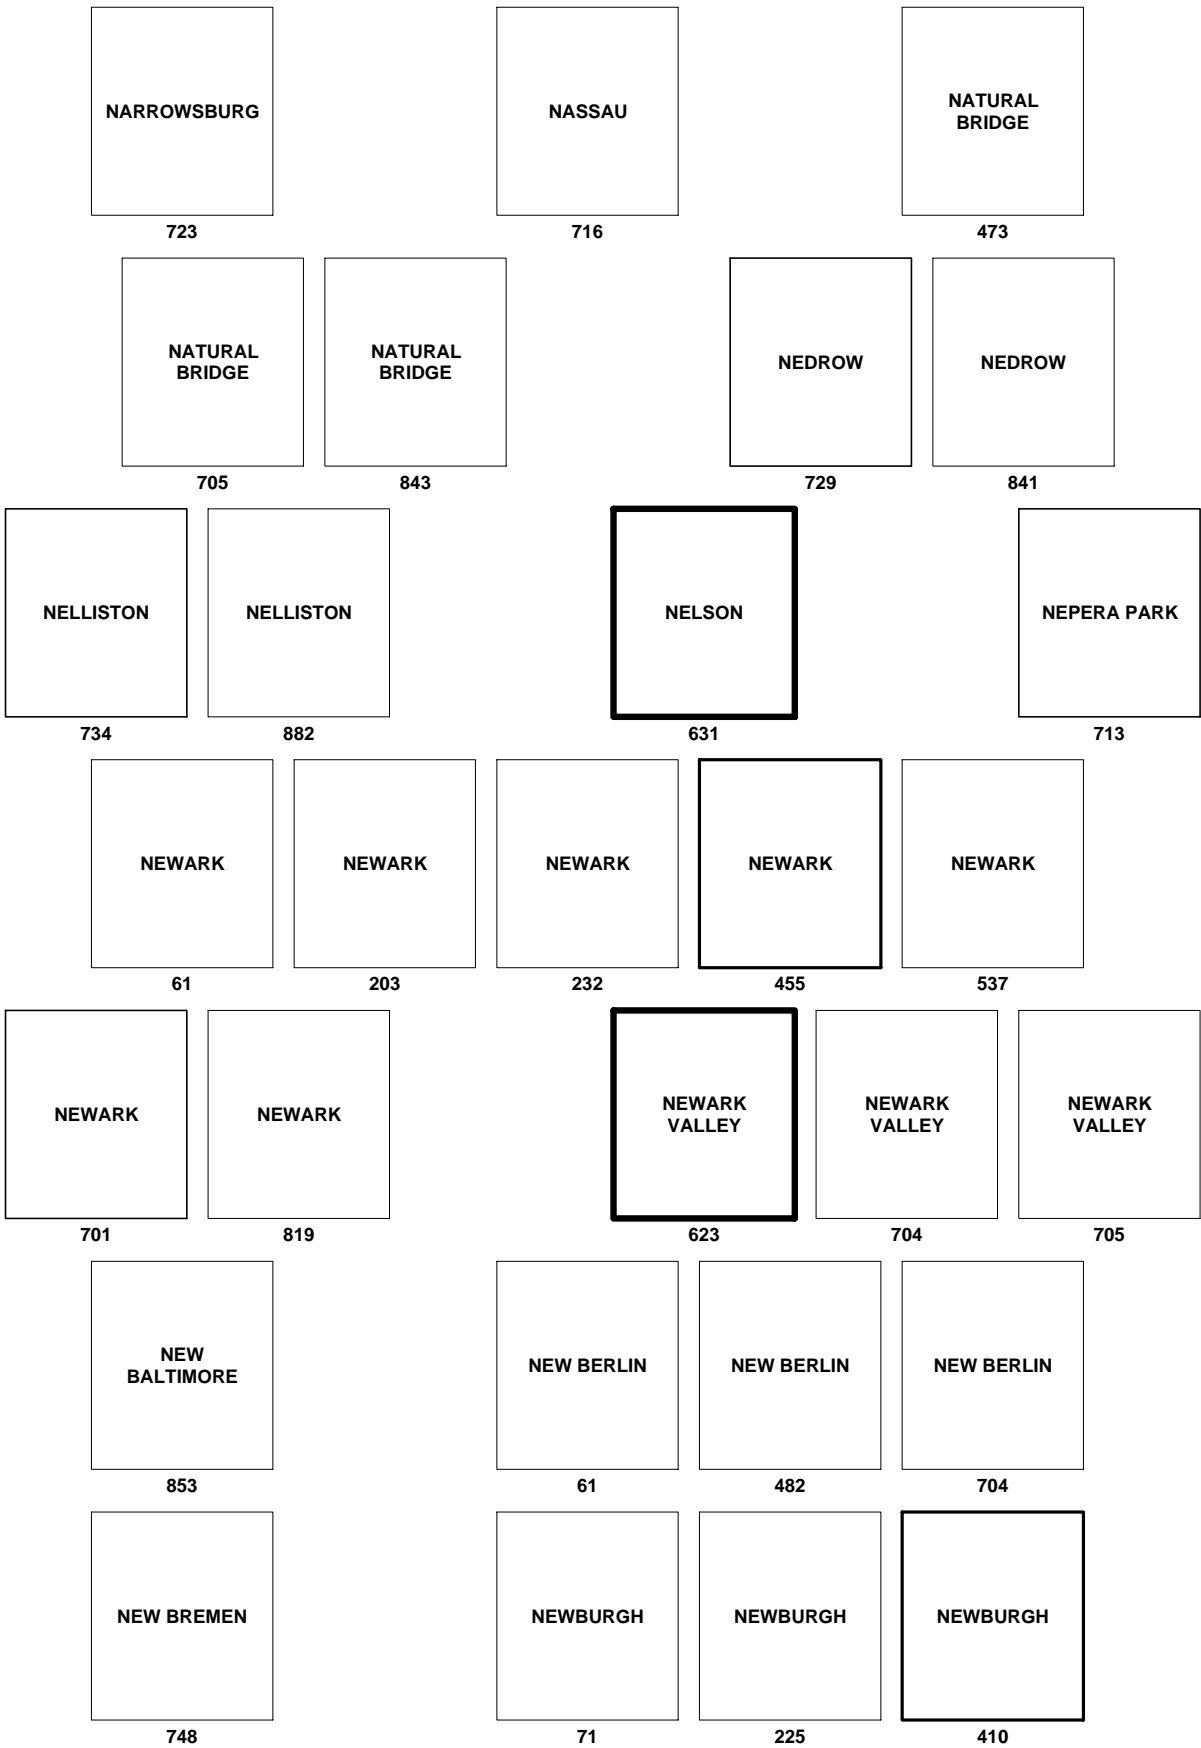 NARROWSBURG
723
NASSAU
716
NATURAL
BRIDGE
473
NATURAL
BRIDGE
705
NATURAL
BRIDGE
843
NEDROW
729
NEDROW
841
NELLISTON
734
NELLISTON
882
NELSON
631
NEPERA PARK
713
NEWARK
61
NEWARK
203
NEWARK
232
NEWARK
455
NEWARK
537
NEWARK
701
NEWARK
819
NEWARK
VALLEY
623
NEWARK
VALLEY
704
NEWARK
VALLEY
705
NEW
BALTIMORE
853
NEW BERLIN
61
NEW BERLIN
482
NEW BERLIN
704
NEW BREMEN
748
NEWBURGH
71
NEWBURGH
225
NEWBURGH
410